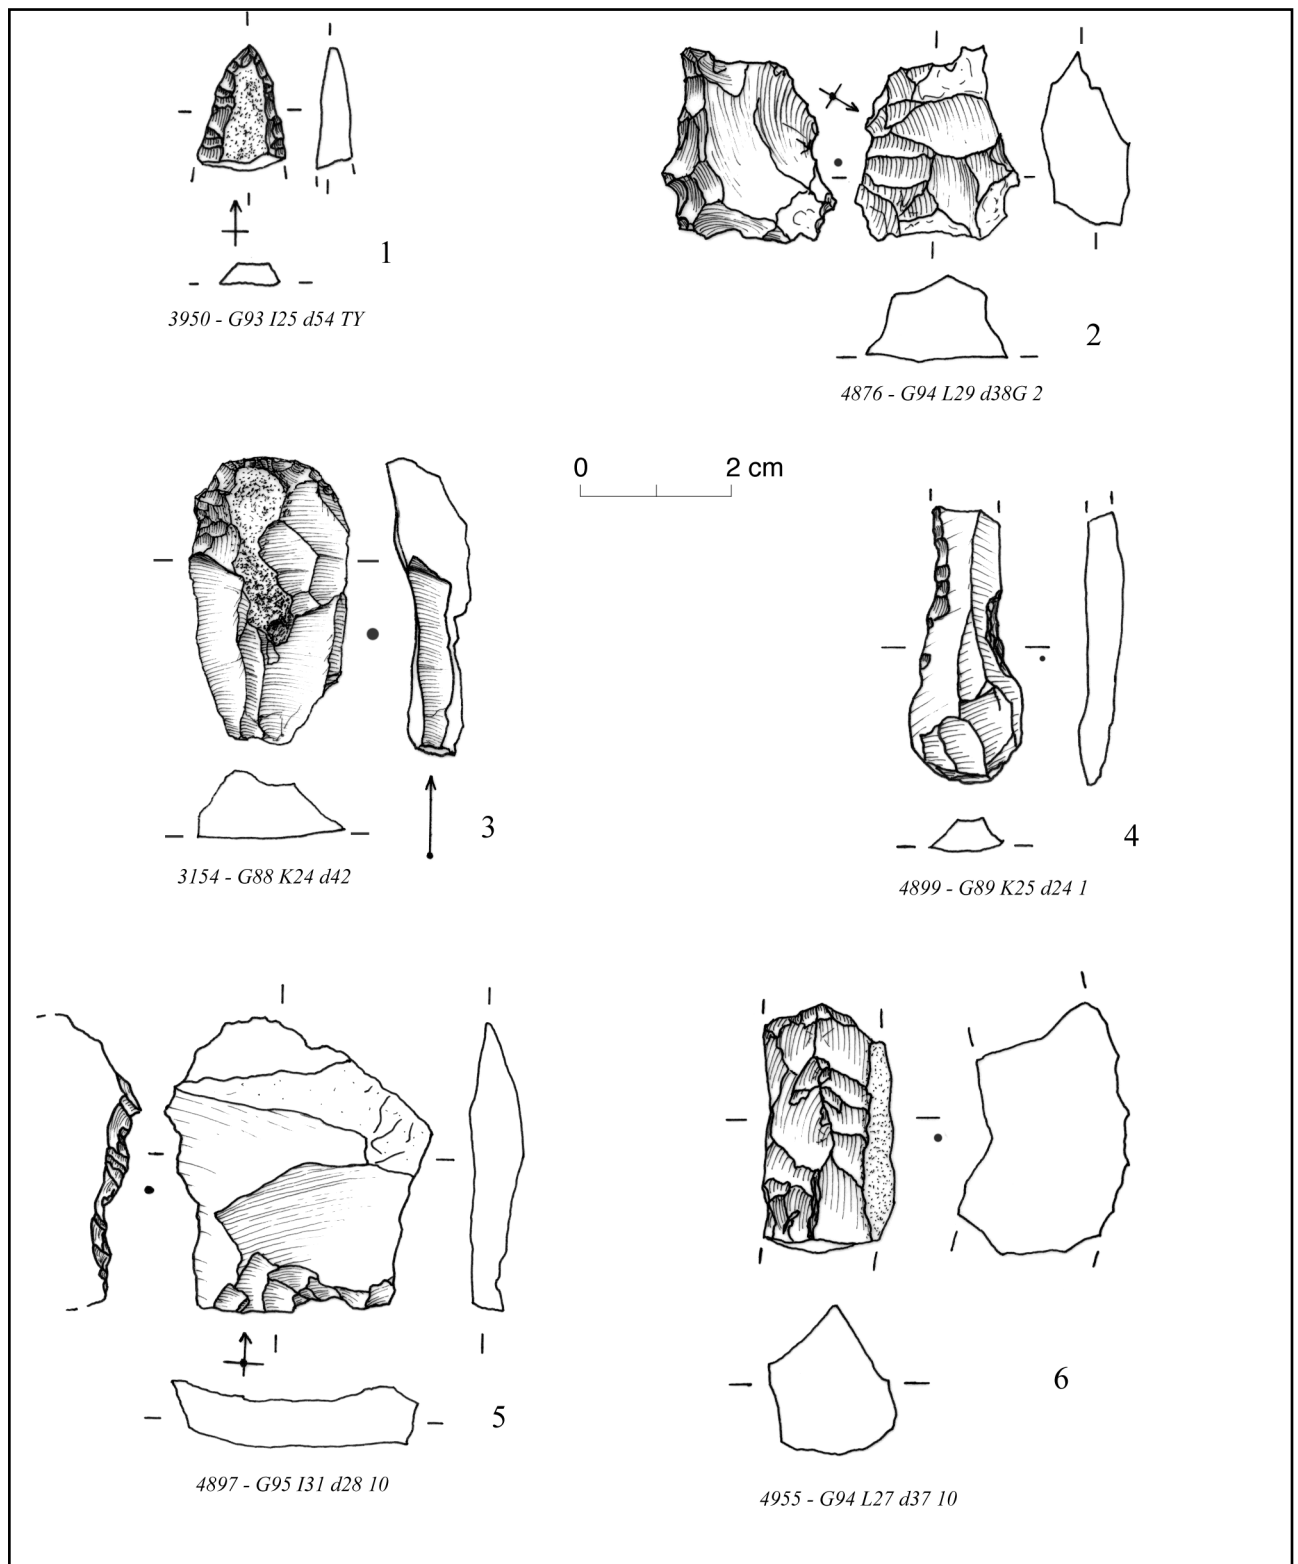 1
3950 - G93 I25 d54 TY
2
4876 - G94 L29 d38G 2
0 2 cm
3
3154 - G88 K24 d42
4
4899 - G89 K25 d24 1
5
4897 - G95 I31 d28 10
6
4955 - G94 L27 d37 10